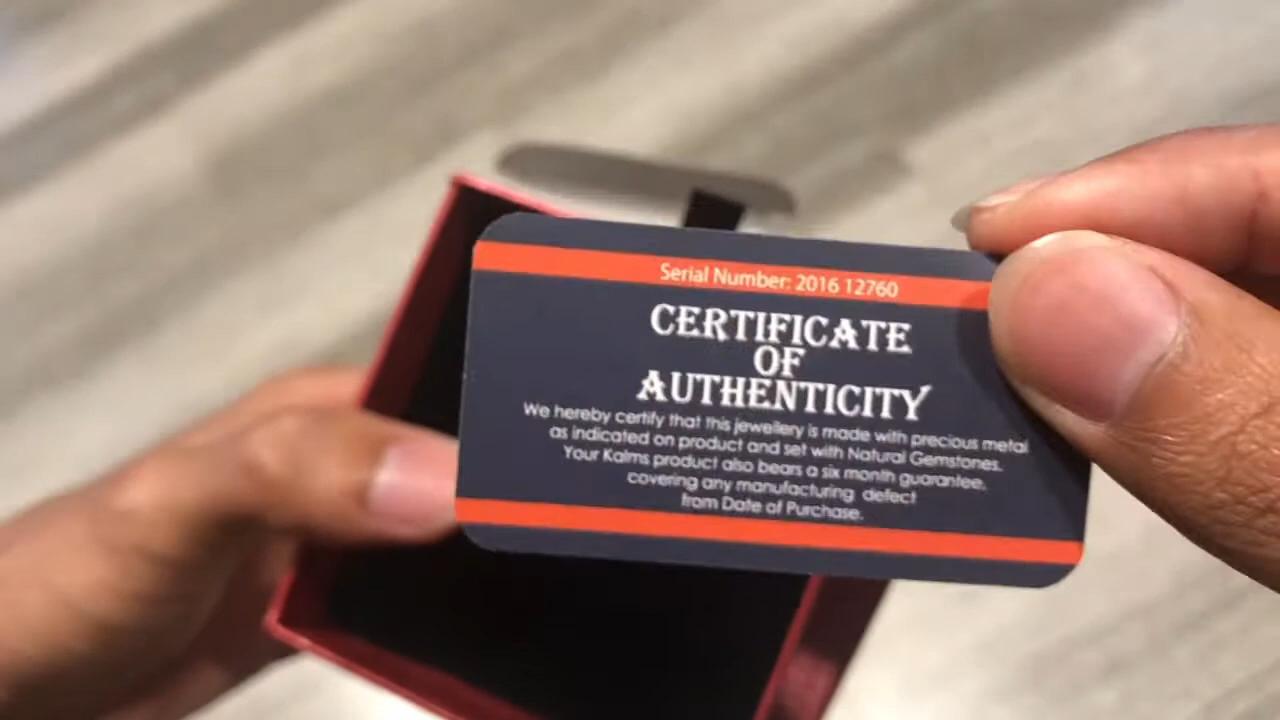 Serial Number: 2016 12760
CERTIFICATE
OF
AUTHENTICITY
We hereby certify that this jewellery is made with precious metal
as indicated on product and set with Natural Gemstones.
Your Kalms product also bears a six month guarantee,
covering any manufacturing defect
from Date of Purchase.